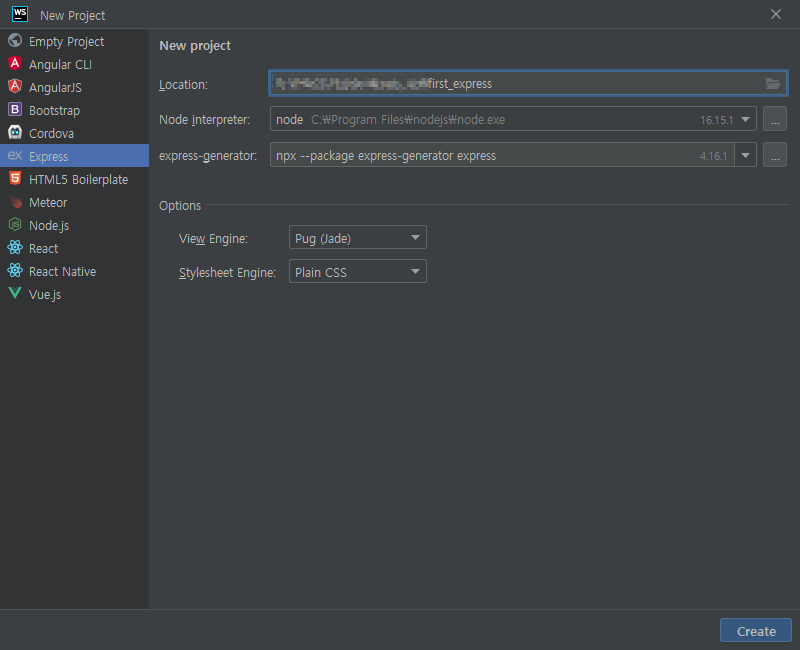 WS New Project
Empty Project
Angular CLI
AngularJS
Bootstrap
Cordova
Express
HTML5 Boilerplate
Meteor
Node.js
React
React Native
Vue.js
New project
Location: first_express
Node interpreter: node C:₩Program Files₩nodejs₩node.exe 16.15.1 ...
express-generator: npx --package express-generator express 4.16.1 ...
Options
View Engine: Pug (Jade)
Stylesheet Engine: Plain CSS
Create